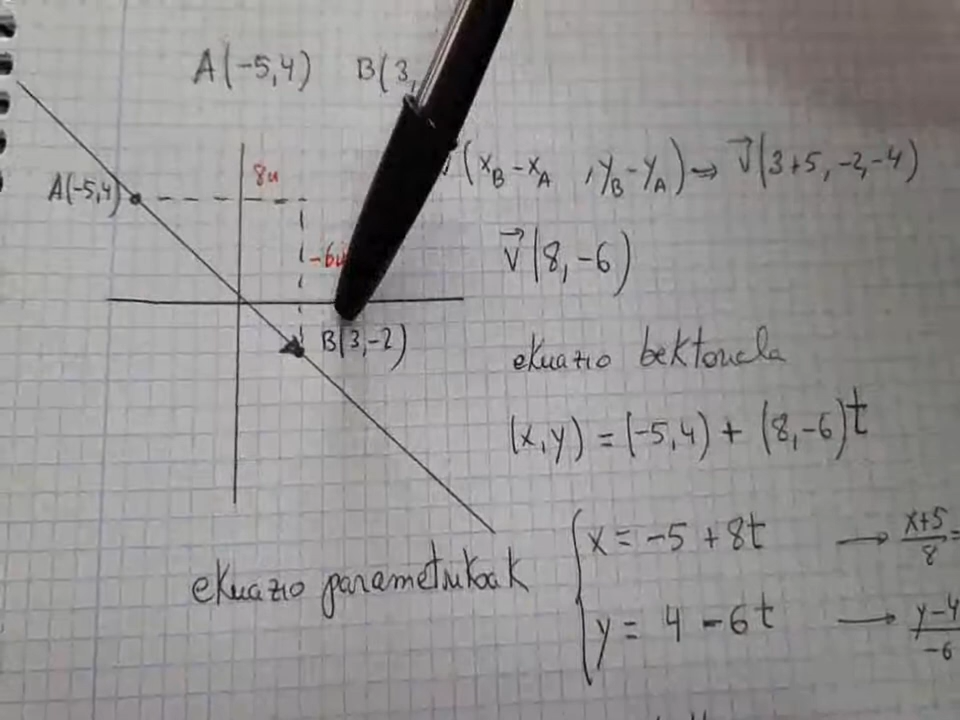 A(-5,4) B(3,
(x_B - x_A , y_B - y_A) → v⃗(3+5, -2, -4)
8u
A(-5,4)
v⃗(8,-6)
-6u
B(3,-2)
ekuazio bektoriala
(x,y) = (-5,4) + (8,-6)t
x = -5 + 8t → x+5/8 =
ekuazio parametrikoak
y = 4 - 6t → y-4/-6